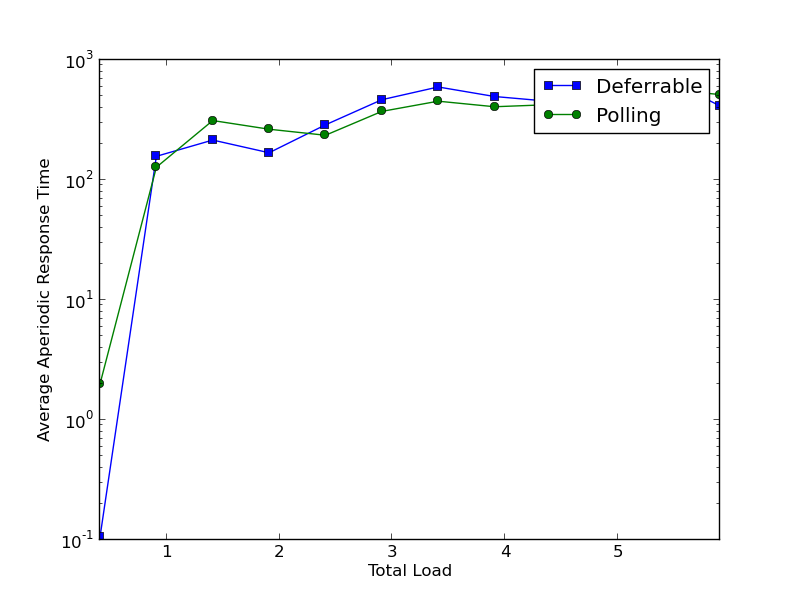 10^3
10^2
10^1
10^0
10^-1
Average Aperiodic Response Time
Deferrable
Polling
1 2 3 4 5
Total Load